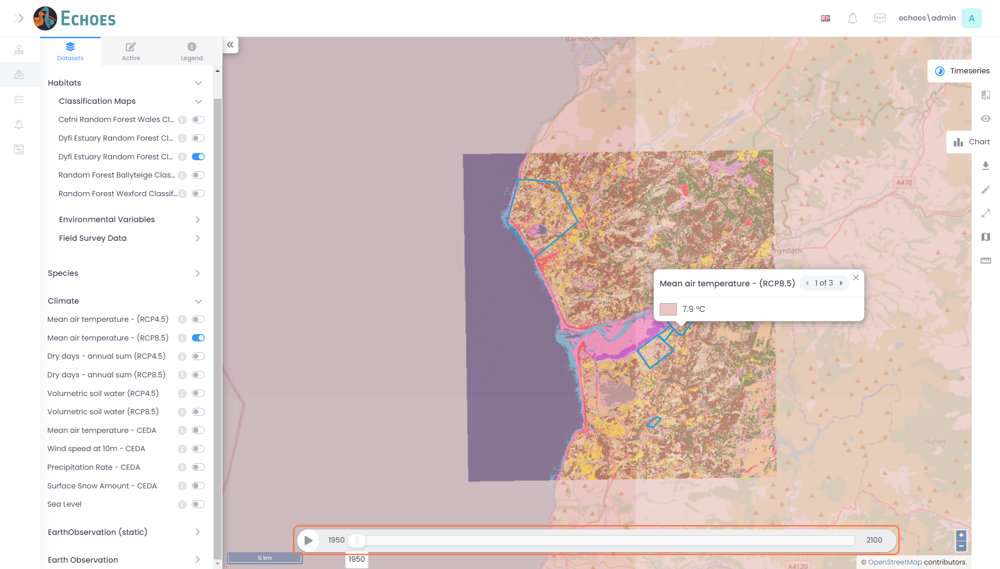 ECHOES
echoes\admin
A
Datasets
Active
Legend
Habitats
Classification Maps
Cefni Random Forest Wales Cl...
Dyfi Estuary Random Forest Cl...
Dyfi Estuary Random Forest Cl...
Random Forest Ballyteige Clas...
Random Forest Wexford Classif...
Environmental Variables
Field Survey Data
Species
Climate
Mean air temperature - (RCP4.5)
Mean air temperature - (RCP8.5)
Dry days - annual sum (RCP4.5)
Dry days - annual sum (RCP8.5)
Volumetric soil water (RCP4.5)
Volumetric soil water (RCP8.5)
Mean air temperature - CEDA
Wind speed at 10m - CEDA
Precipitation Rate - CEDA
Surface Snow Amount - CEDA
Sea Level
EarthObservation (static)
Earth Observation
Barmouth
Timeseries
Chart
A470
hynlleth
Mean air temperature - (RCP8.5)
1 of 3
7.9 ºC
Hafren
1950
2100
1950
5 km
+
−
A4120
© OpenStreetMap contributors.